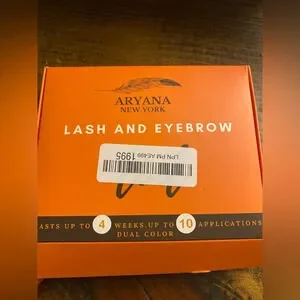 ARYANA
NEW YORK
LASH AND EYEBROW
LPN PM AE499 1995
ASTS UP TO 4 WEEKS.UP TO 10 APPLICATIONS
DUAL COLOR